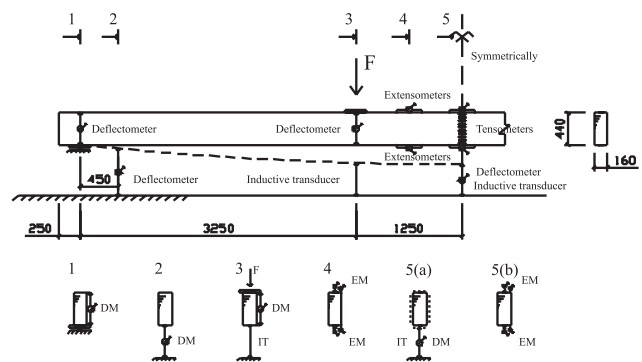 1 2 3 4 5
Symmetrically
F
Extensometers
Deflectometer Deflectometer Tensometers
440
160
Extensometers
450 Deflectometer Inductive transducer Deflectometer
Inductive transducer
250 3250 1250
1 2 3 4 5(a) 5(b)
F EM EM
DM DM
DM IT EM IT DM EM